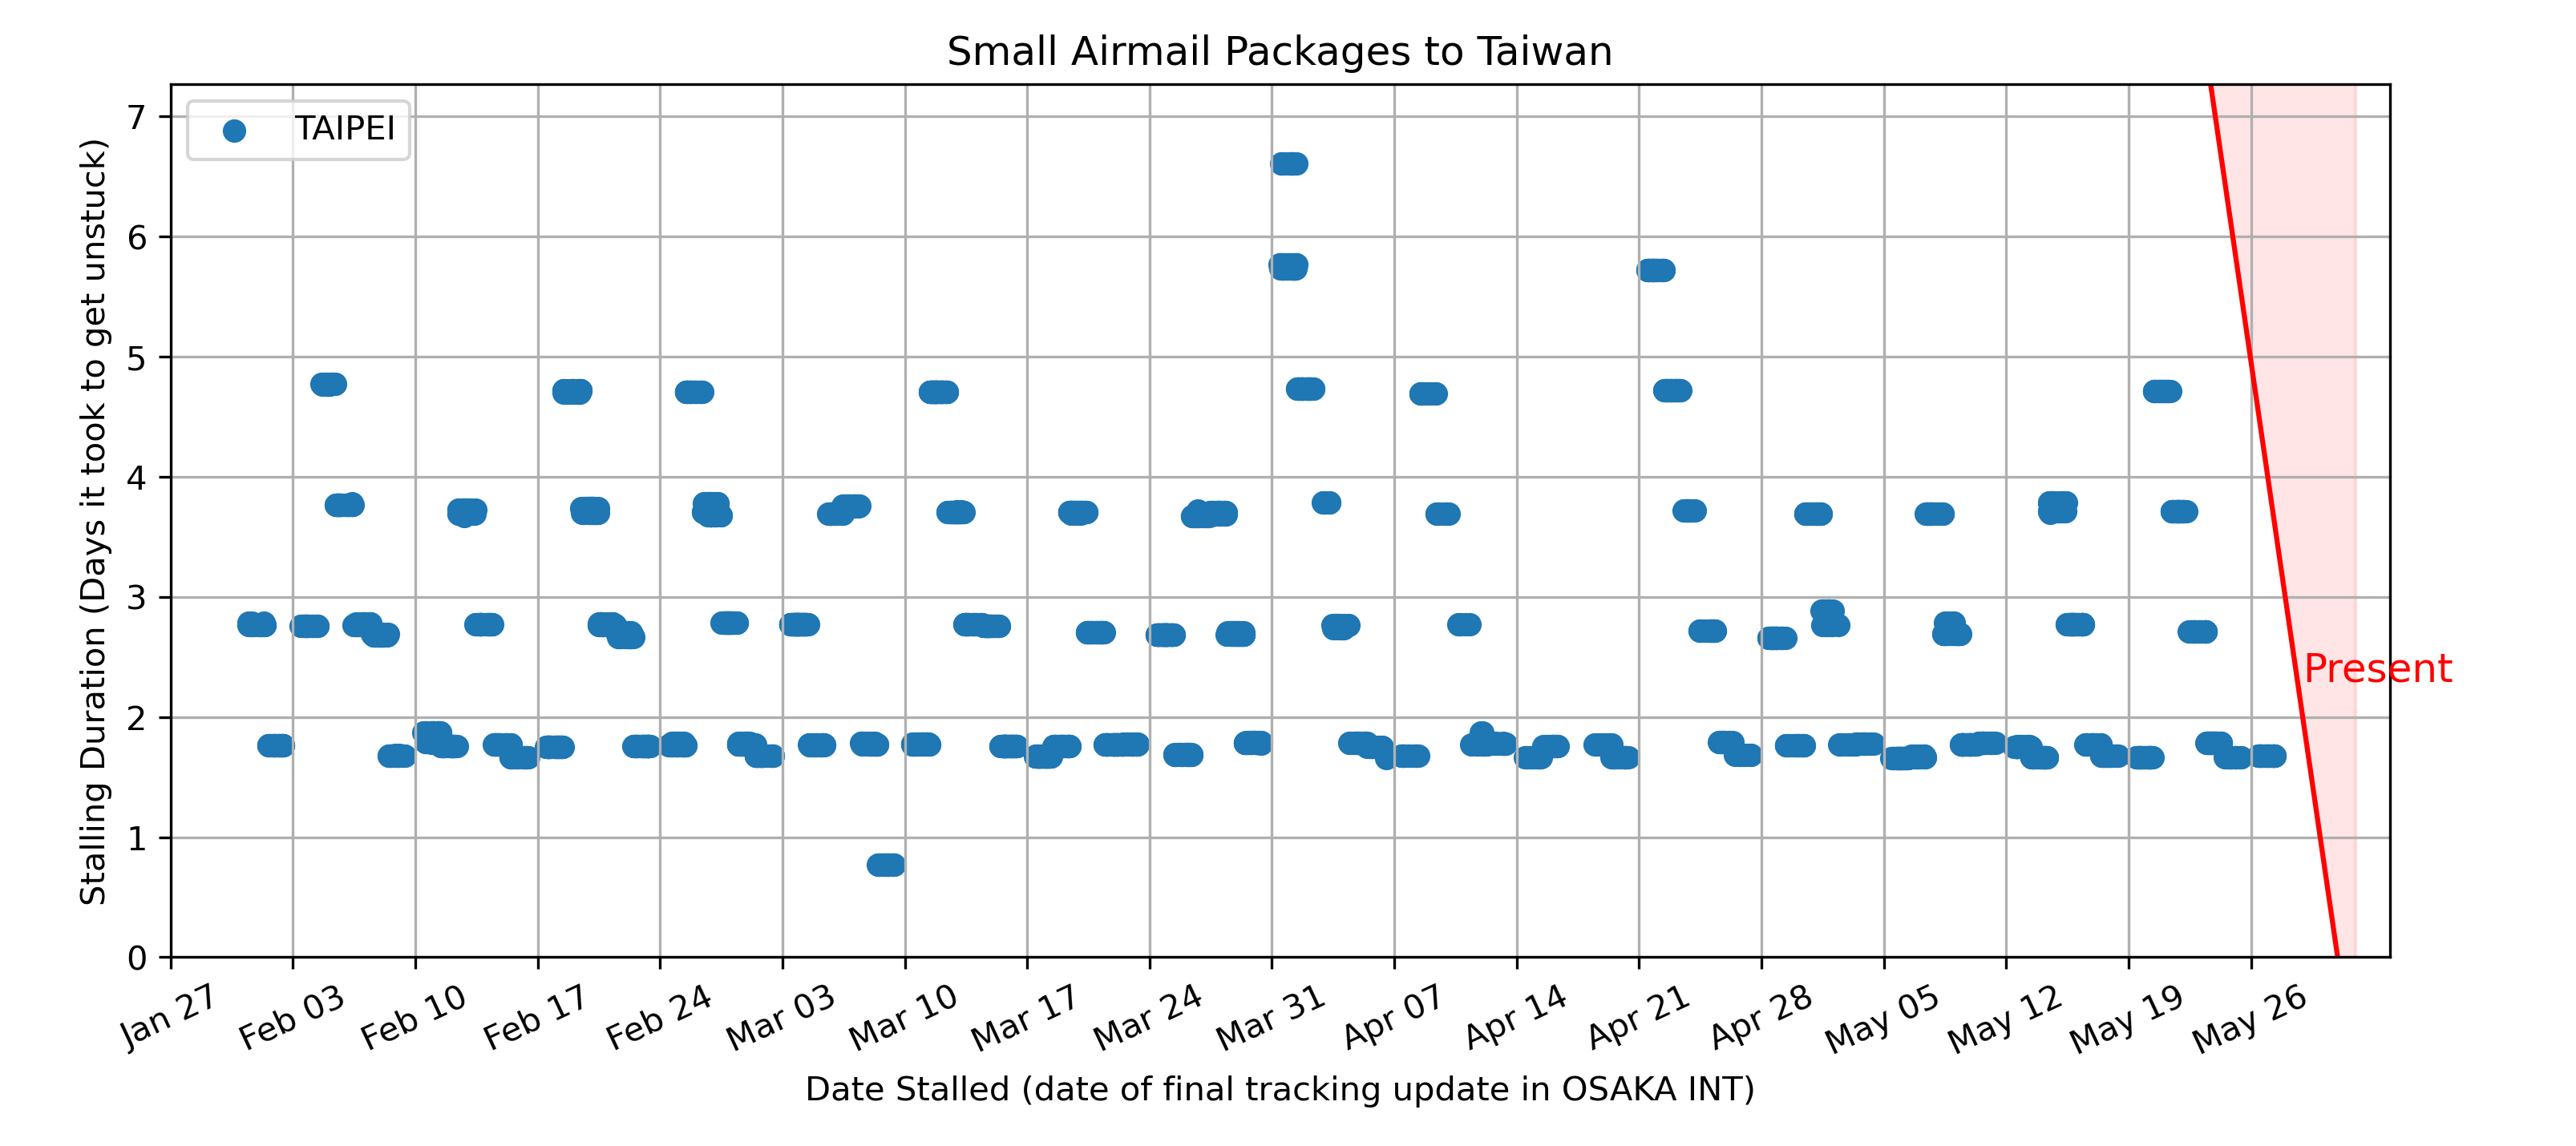 Small Airmail Packages to Taiwan
TAIPEI
Stalling Duration (Days it took to get unstuck)
7
6
5
4
3
2
1
0
Present
Jan 27
Feb 03
Feb 10
Feb 17
Feb 24
Mar 03
Mar 10
Mar 17
Mar 24
Mar 31
Apr 07
Apr 14
Apr 21
Apr 28
May 05
May 12
May 19
May 26
Date Stalled (date of final tracking update in OSAKA INT)